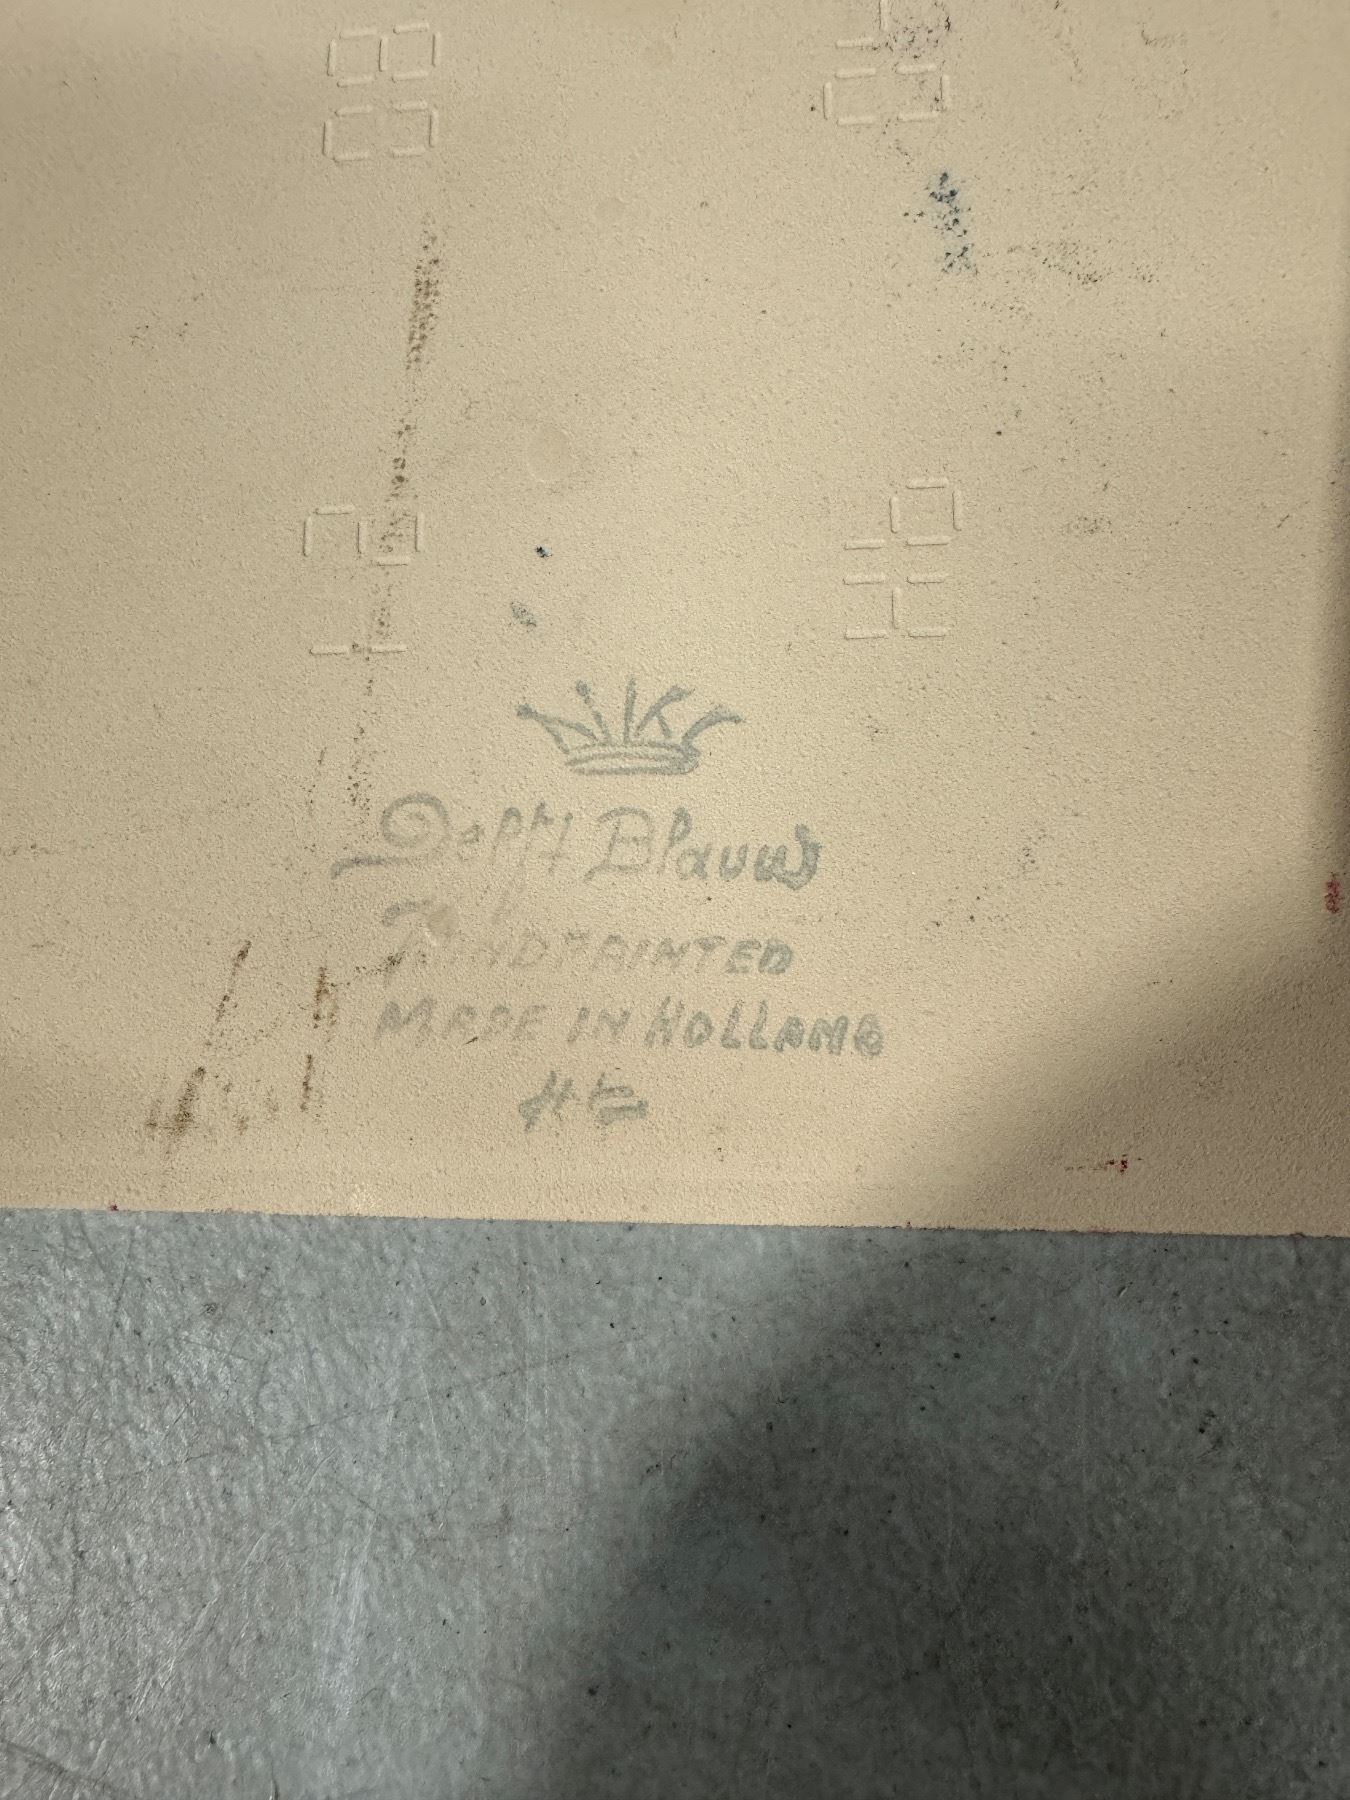 K
Delft Blauw
HANDPAINTED
MADE IN HOLLAND